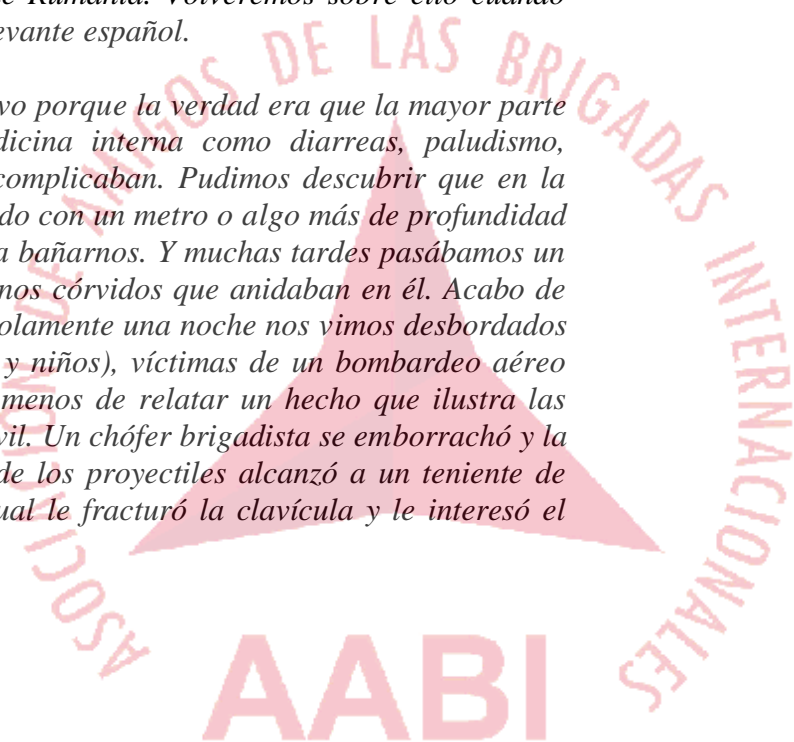 de Rumanía. Volveremos sobre ello cuando
evante español.
vo porque la verdad era que la mayor parte
dicina interna como diarreas, paludismo,
complicaban. Pudimos descubrir que en la
do con un metro o algo más de profundidad
a bañarnos. Y muchas tardes pasábamos un
nos córvidos que anidaban en él. Acabo de
olamente una noche nos vimos desbordados
y niños), víctimas de un bombardeo aéreo
menos de relatar un hecho que ilustra las
vil. Un chófer brigadista se emborrachó y la
de los proyectiles alcanzó a un teniente de
ual le fracturó la clavícula y le interesó el
ASOCIACIÓN DE AMIGOS DE LAS BRIGADAS INTERNACIONALES
AABI